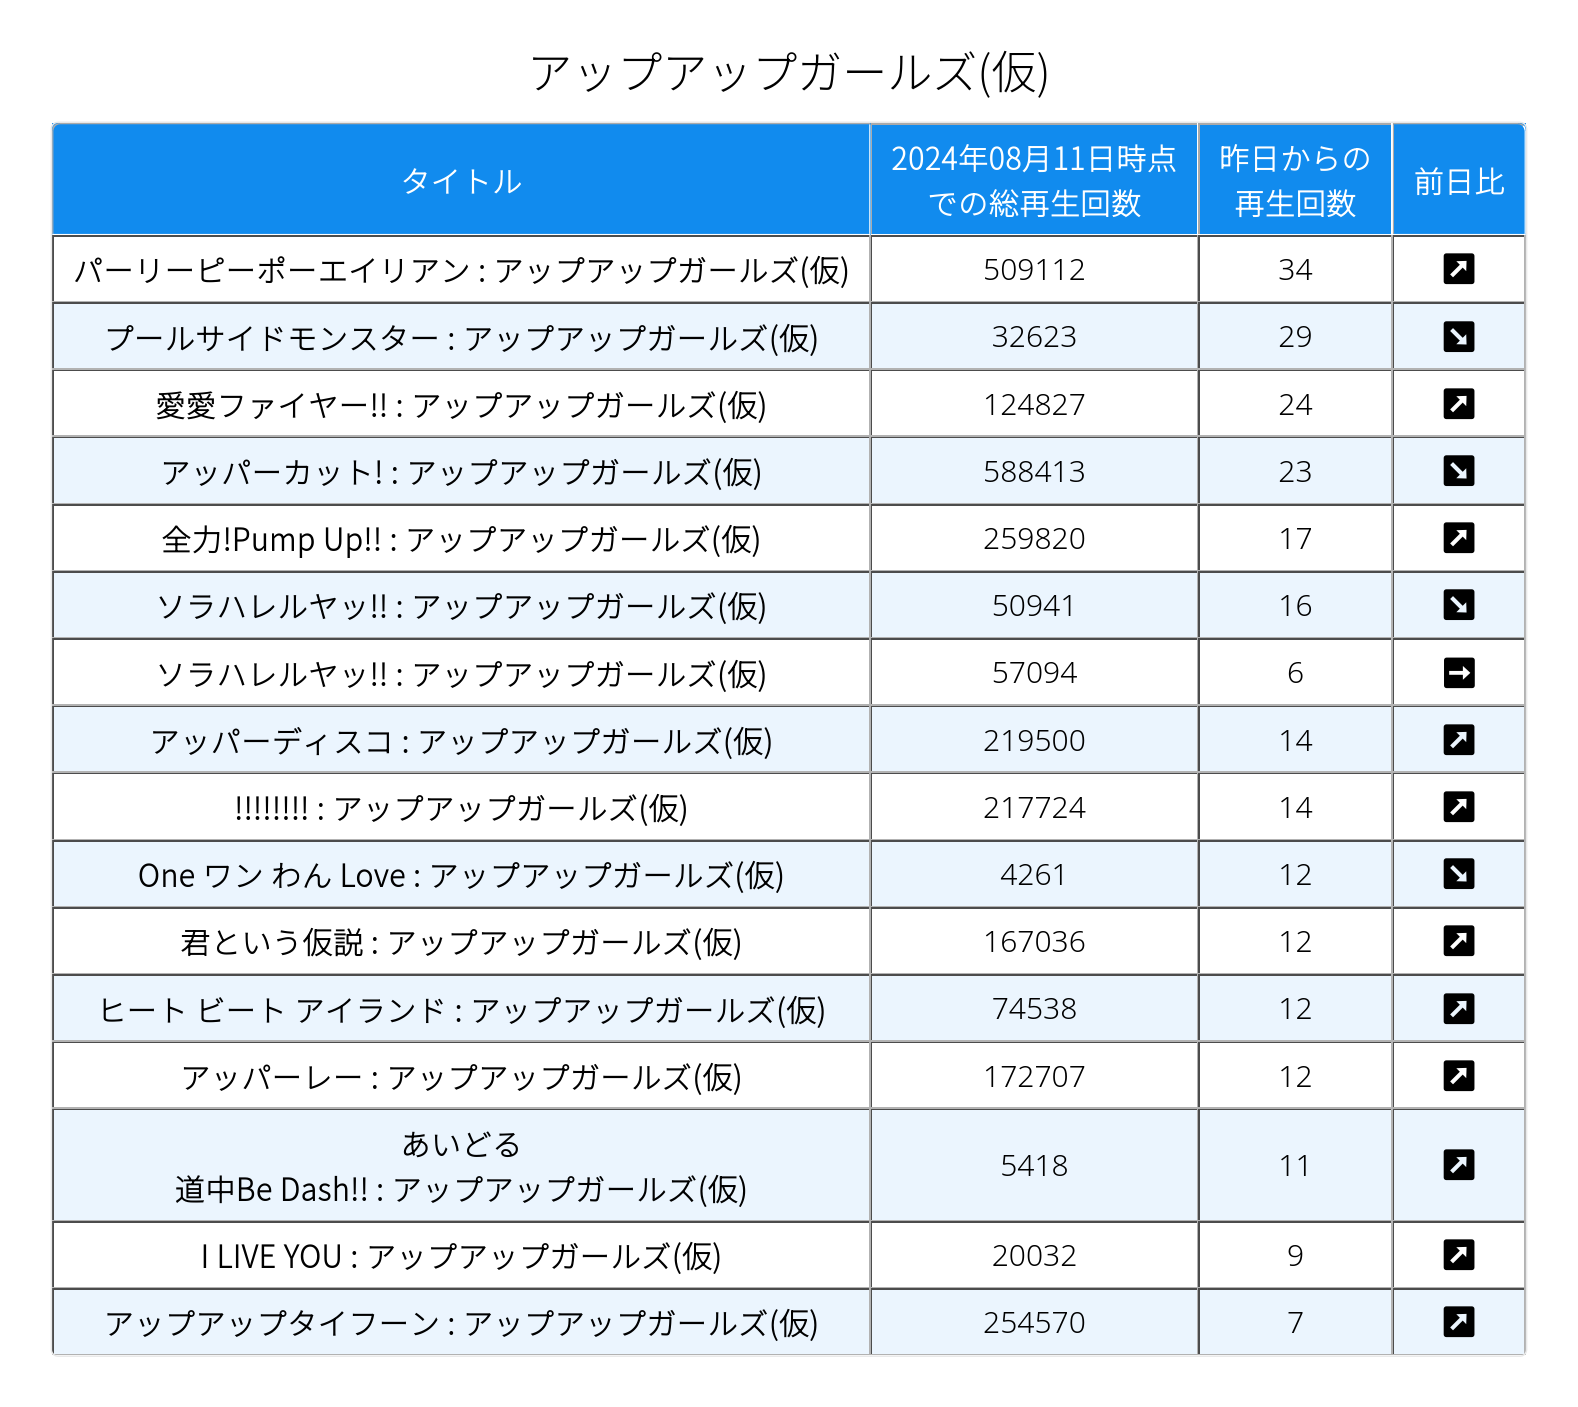 アップアップガールズ(仮)
タイトル
2024年08月11日時点
での総再生回数
昨日からの
再生回数
前日比
パーリーピーポーエイリアン : アップアップガールズ(仮) 509112 34 ↗
プールサイドモンスター : アップアップガールズ(仮) 32623 29 ↘
愛愛ファイヤー!! : アップアップガールズ(仮) 124827 24 ↗
アッパーカット! : アップアップガールズ(仮) 588413 23 ↘
全力!Pump Up!! : アップアップガールズ(仮) 259820 17 ↗
ソラハレルヤッ!! : アップアップガールズ(仮) 50941 16 ↘
ソラハレルヤッ!! : アップアップガールズ(仮) 57094 6 →
アッパーディスコ : アップアップガールズ(仮) 219500 14 ↗
!!!!!!!! : アップアップガールズ(仮) 217724 14 ↗
One ワン わん Love : アップアップガールズ(仮) 4261 12 ↘
君という仮説 : アップアップガールズ(仮) 167036 12 ↗
ヒート ビート アイランド : アップアップガールズ(仮) 74538 12 ↗
アッパーレー : アップアップガールズ(仮) 172707 12 ↗
あいどる
道中Be Dash!! : アップアップガールズ(仮) 5418 11 ↗
I LIVE YOU : アップアップガールズ(仮) 20032 9 ↗
アップアップタイフーン : アップアップガールズ(仮) 254570 7 ↗